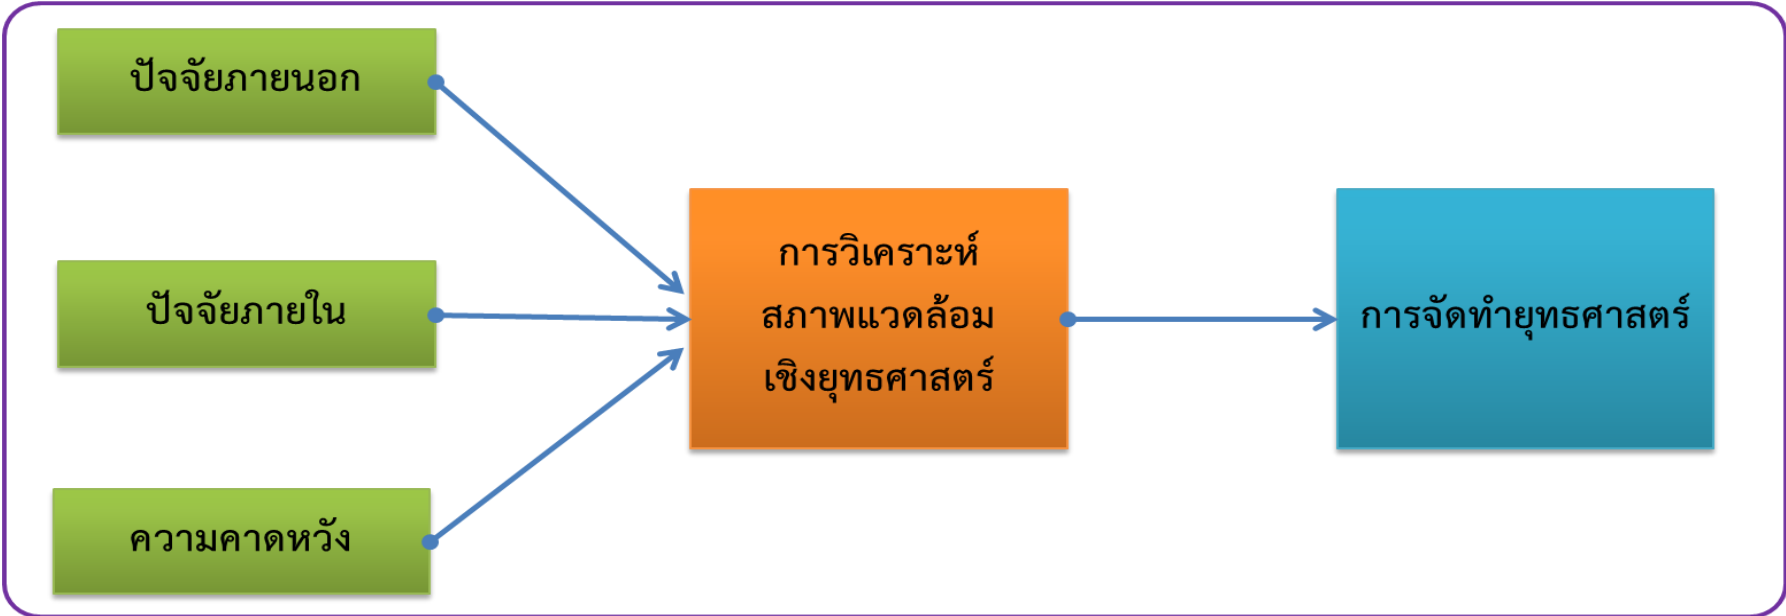 ปัจจัยภายนอก
ปัจจัยภายใน
ความคาดหวัง
การวิเคราะห์
สภาพแวดล้อม
เชิงยุทธศาสตร์
การจัดทำยุทธศาสตร์